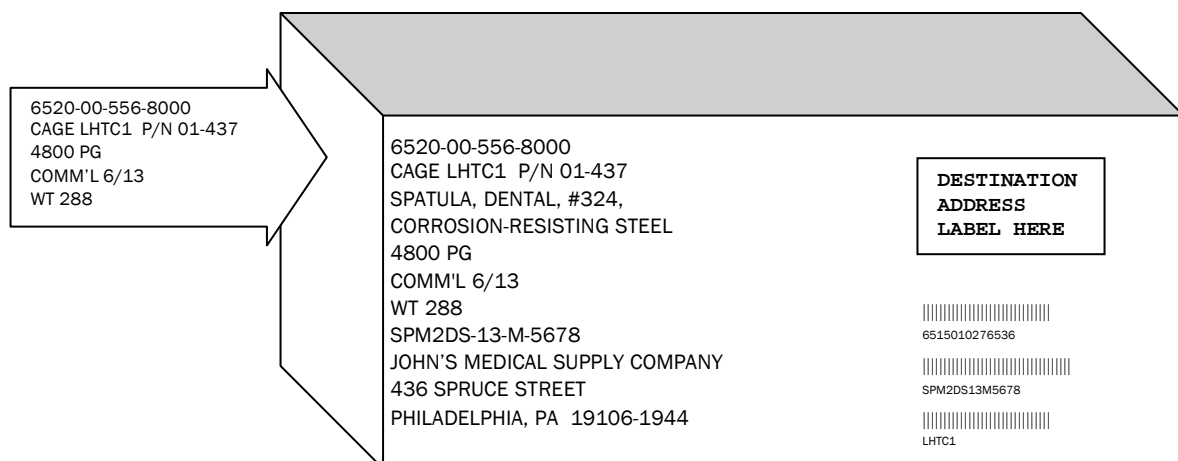 6520-00-556-8000
CAGE LHTC1 P/N 01-437
4800 PG
COMM'L 6/13
WT 288
6520-00-556-8000
CAGE LHTC1 P/N 01-437
SPATULA, DENTAL, #324,
CORROSION-RESISTING STEEL
4800 PG
COMM'L 6/13
WT 288
SPM2DS-13-M-5678
JOHN'S MEDICAL SUPPLY COMPANY
436 SPRUCE STREET
PHILADELPHIA, PA 19106-1944
DESTINATION
ADDRESS
LABEL HERE
6515010276536
SPM2DS13M5678
LHTC1